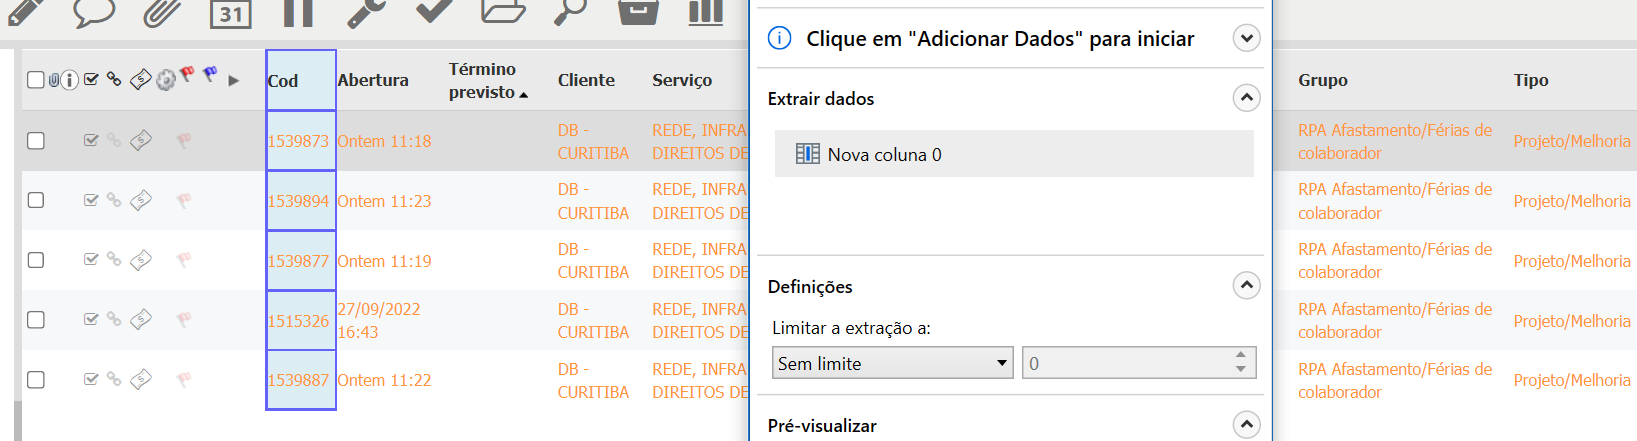 31
Clique em "Adicionar Dados" para iniciar
Cod
Abertura
Término
previsto
Cliente
Serviço
Extrair dados
Grupo
Tipo
1539873
Ontem 11:18
DB -
CURITIBA
REDE, INFRA
DIREITOS DE
Nova coluna 0
RPA Afastamento/Férias de
colaborador
Projeto/Melhoria
1539894
Ontem 11:23
DB -
CURITIBA
REDE, INFRA
DIREITOS DE
RPA Afastamento/Férias de
colaborador
Projeto/Melhoria
1539877
Ontem 11:19
DB -
CURITIBA
REDE, INFRA
DIREITOS DE
RPA Afastamento/Férias de
colaborador
Projeto/Melhoria
Definições
Limitar a extração a:
1515326
27/09/2022
16:43
DB -
CURITIBA
REDE, INFRA
DIREITOS DE
RPA Afastamento/Férias de
colaborador
Projeto/Melhoria
Sem limite
0
1539887
Ontem 11:22
DB -
CURITIBA
REDE, INFRA
DIREITOS DE
RPA Afastamento/Férias de
colaborador
Projeto/Melhoria
Pré-visualizar